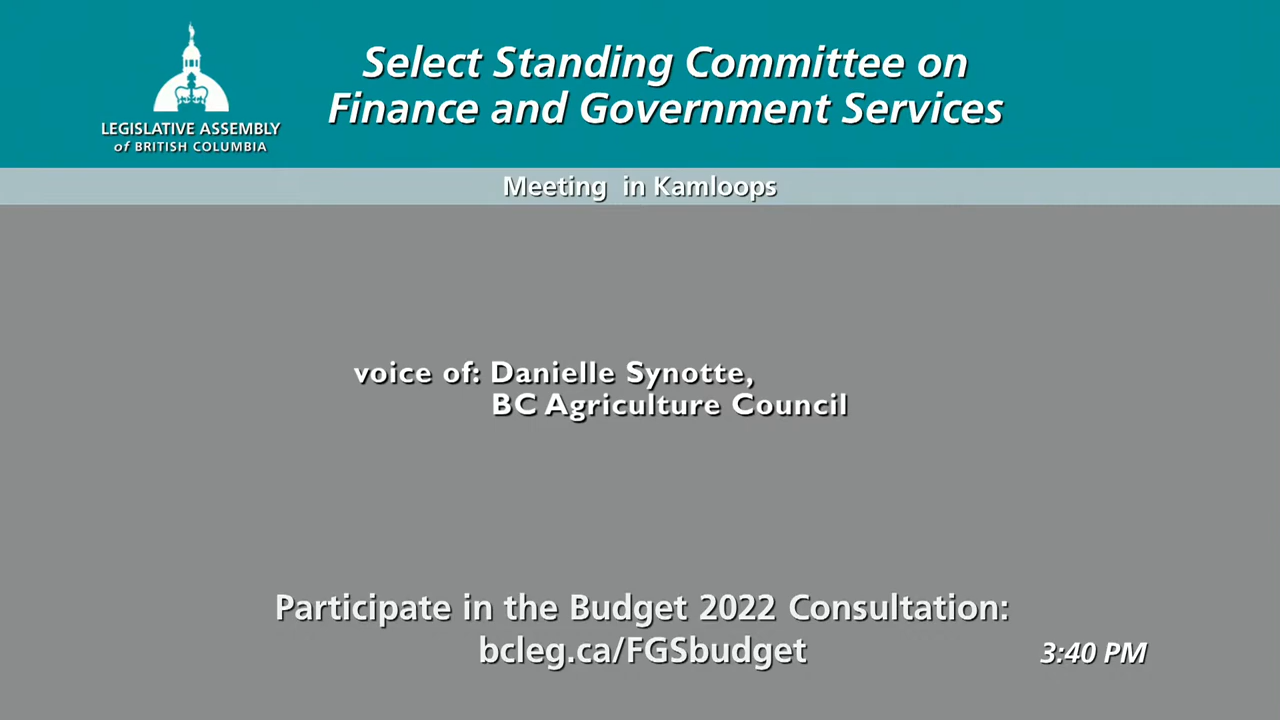 Select Standing Committee on
Finance and Government Services
LEGISLATIVE ASSEMBLY
of BRITISH COLUMBIA
Meeting in Kamloops
voice of: Danielle Synotte,
BC Agriculture Council
Participate in the Budget 2022 Consultation:
bcleg.ca/FGSbudget
3:40 PM